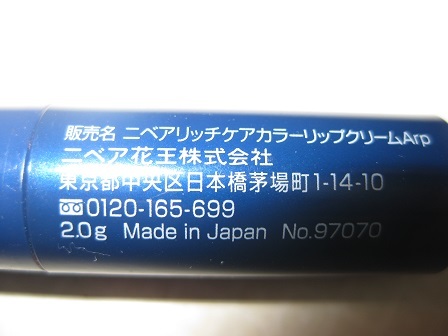 販売名 ニベアリッチケアカラーリップクリームArp
ニベア花王株式会社
東京都中央区日本橋茅場町1-14-10
0120-165-699
2.0g Made in Japan No.97070